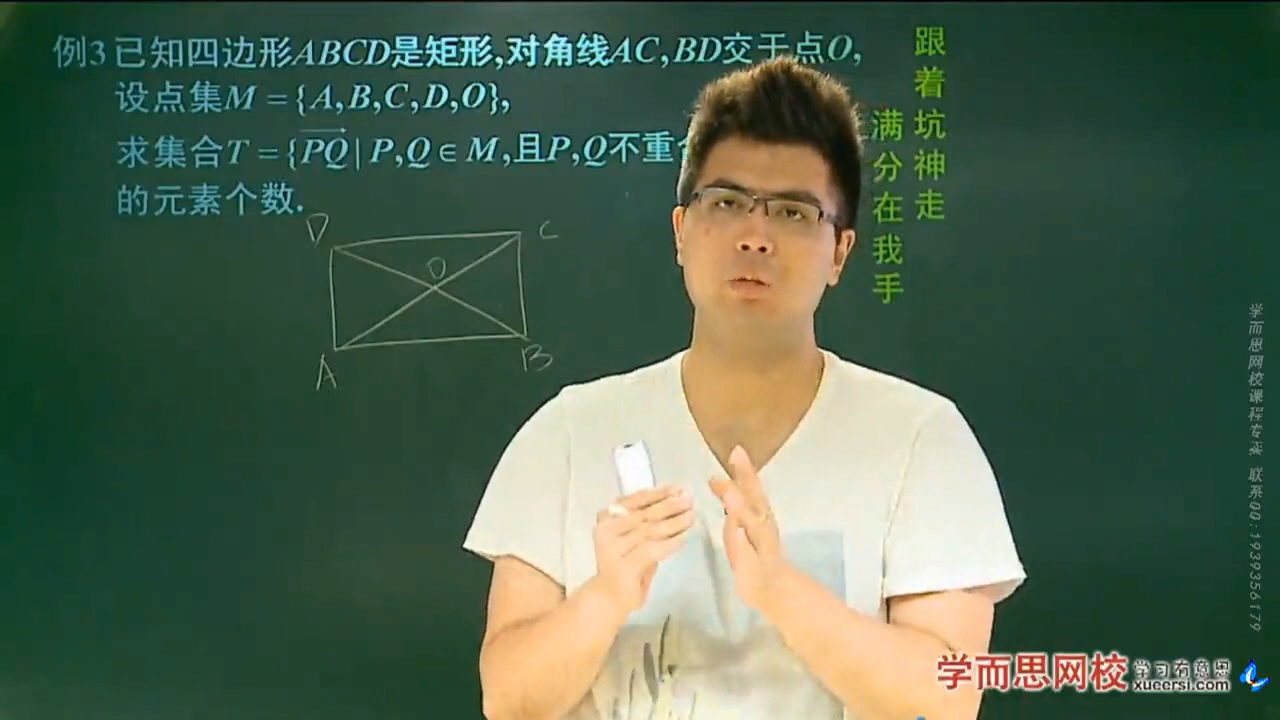 例3 已知四边形ABCD是矩形,对角线AC,BD交于点O,
设点集M={A,B,C,D,O},
求集合T={PQ|P,Q∈M,且P,Q不重
的元素个数.
D
C
O
A
B
跟着坑神走
满分在我手
学而思网校课程专卖 联系QQ:1939356179
学而思网校 学习有意思
xueersi.com